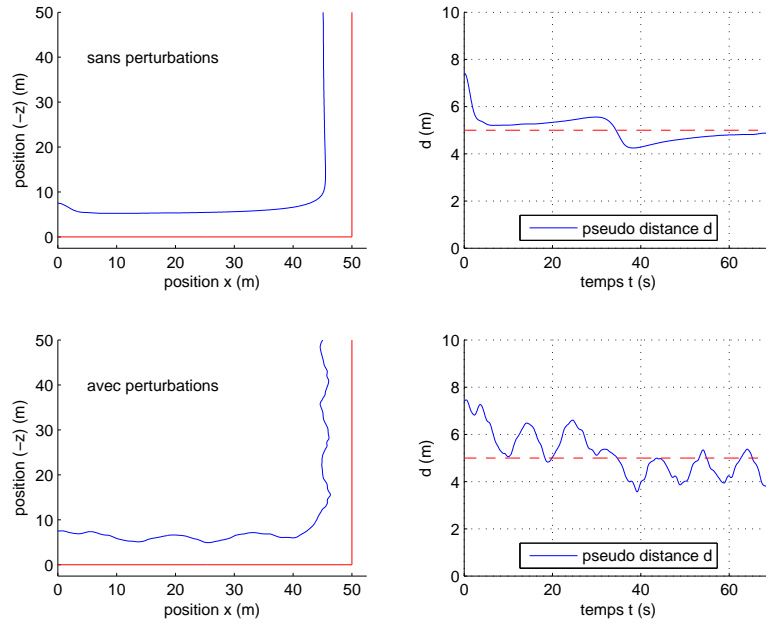 50
40
30
20
10
0
position (−z) (m)
sans perturbations
0 10 20 30 40 50
position x (m)
10
8
6
4
2
0
d (m)
pseudo distance d
0 20 40 60
temps t (s)
50
40
30
20
10
0
position (−z) (m)
avec perturbations
0 10 20 30 40 50
position x (m)
10
8
6
4
2
0
d (m)
pseudo distance d
0 20 40 60
temps t (s)